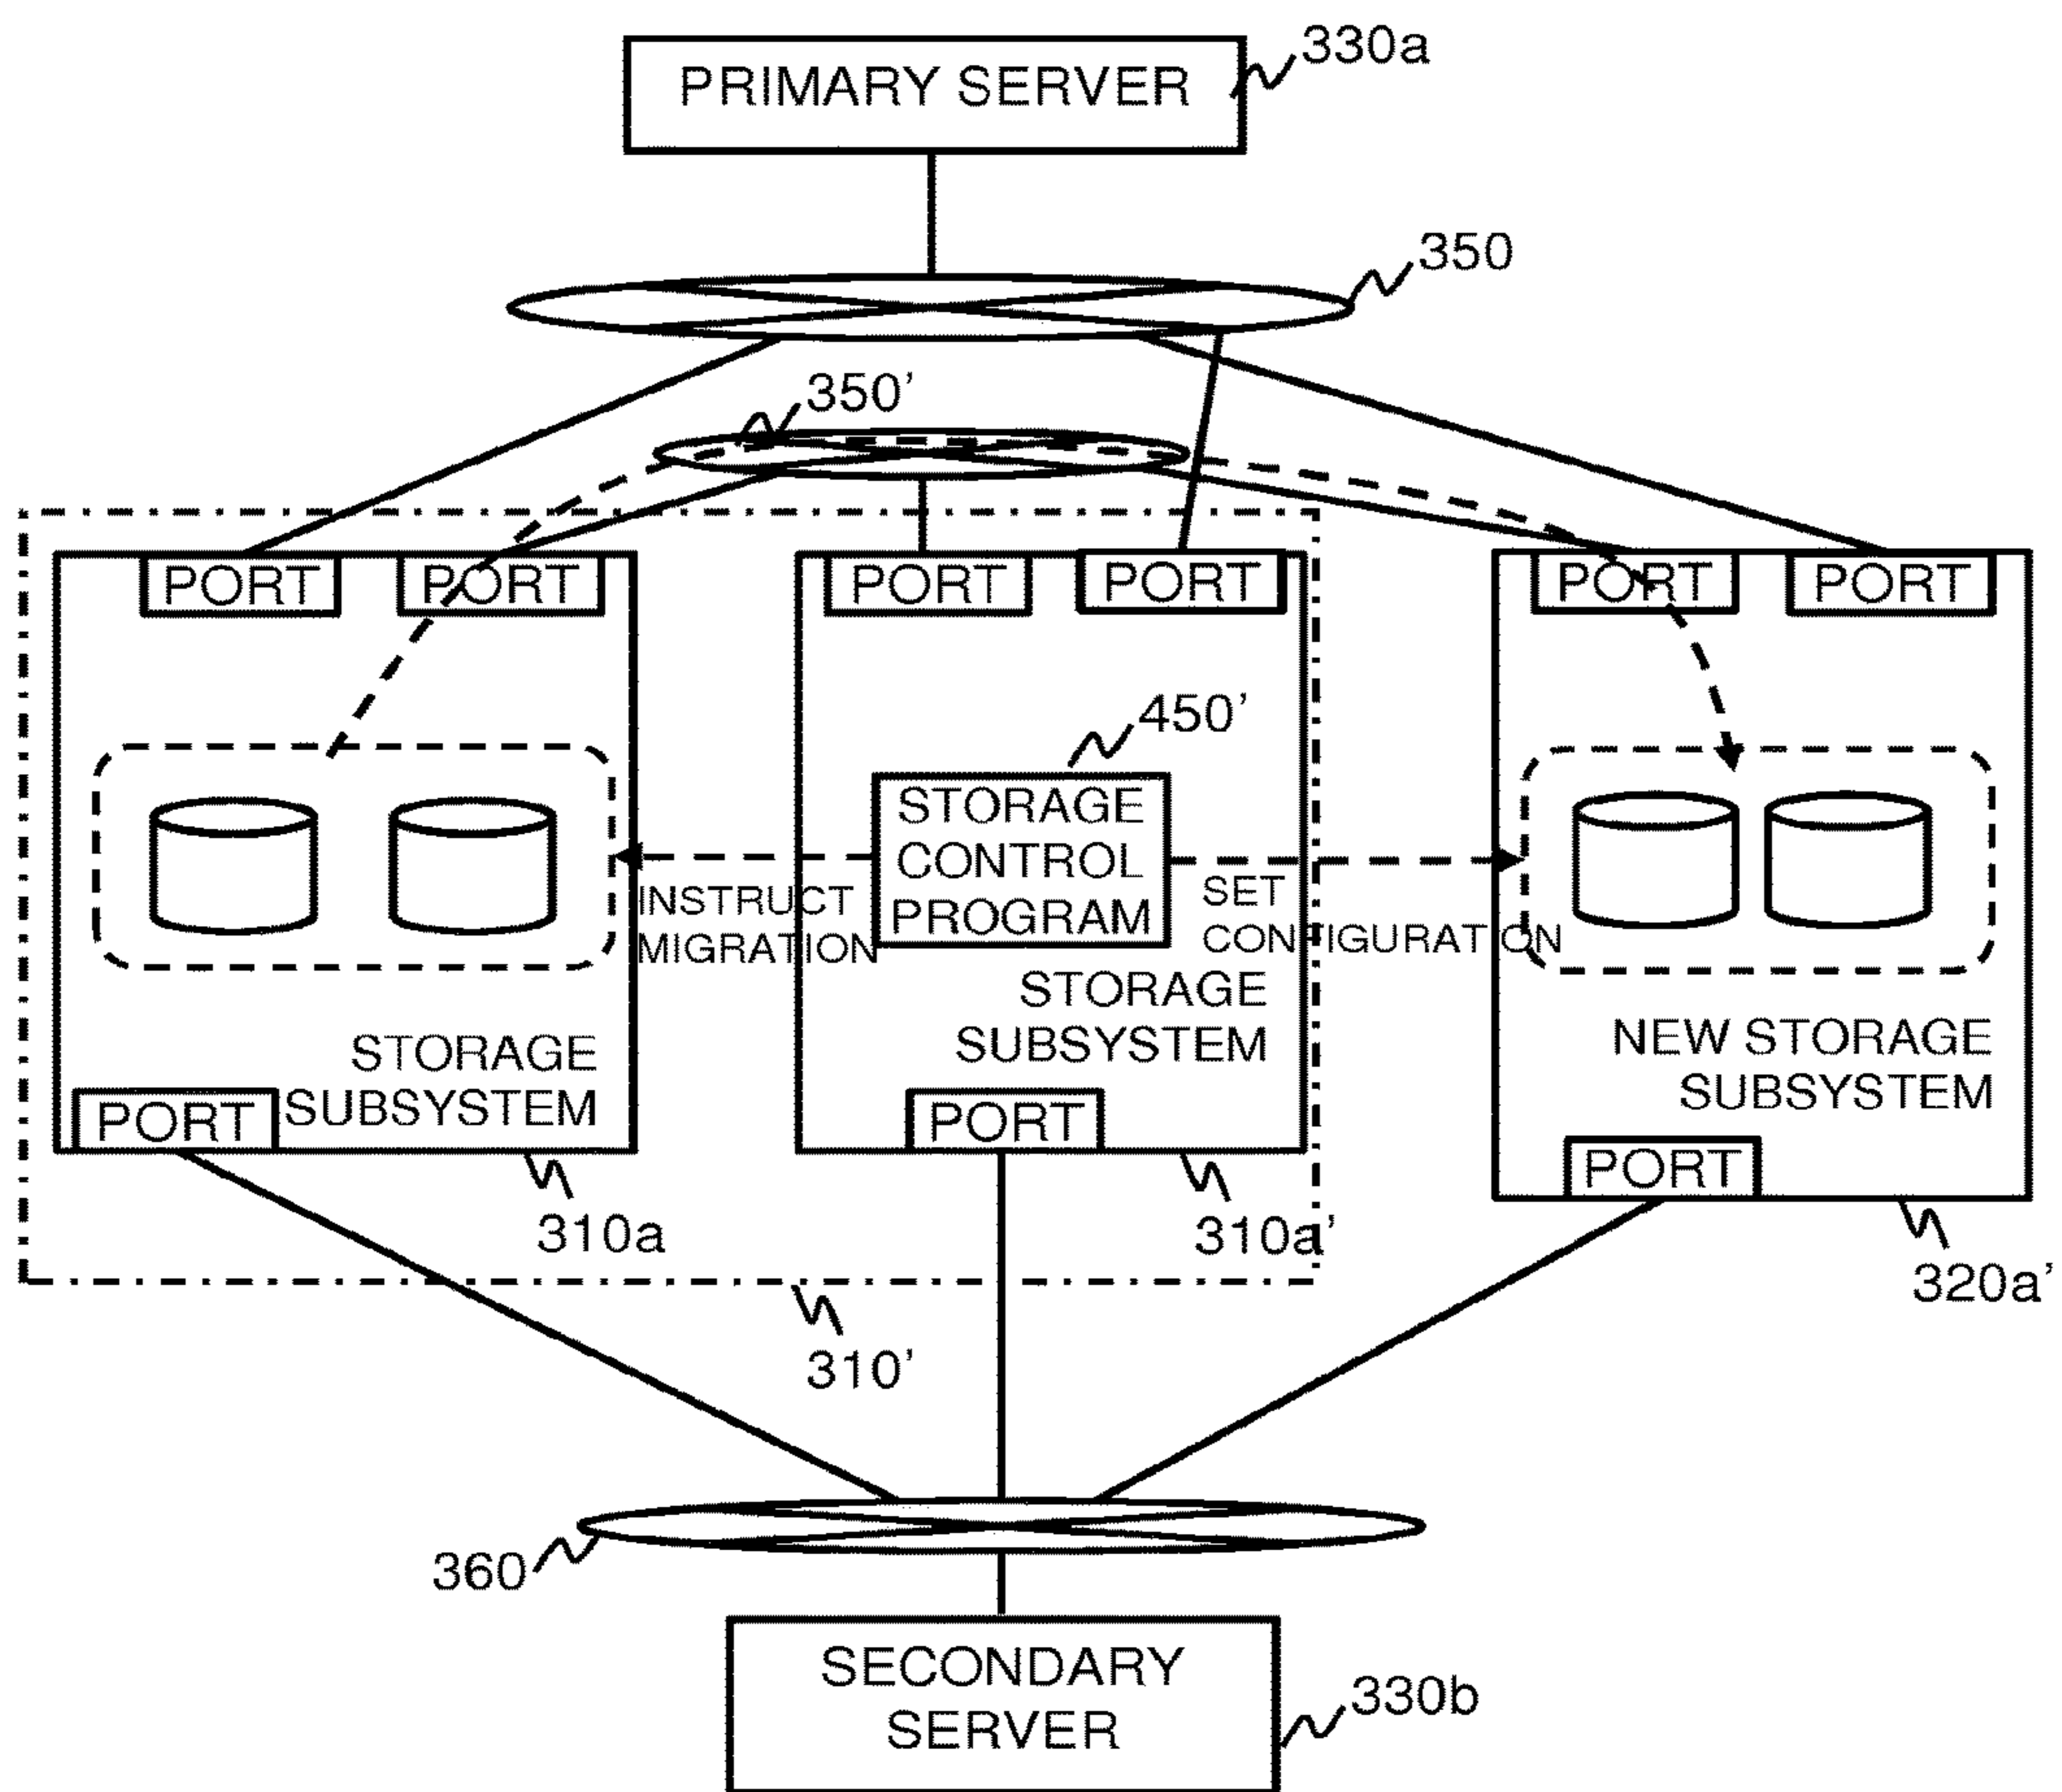 PRIMARY SERVER
330a
350
350'
PORT
PORT
PORT
PORT
PORT
PORT
450'
STORAGE
CONTROL
PROGRAM
INSTRUCT
MIGRATION
SET
CONFIGURATION
STORAGE
SUBSYSTEM
STORAGE
SUBSYSTEM
NEW STORAGE
SUBSYSTEM
PORT
PORT
PORT
310a
310a'
320a'
310'
360
SECONDARY
SERVER
330b